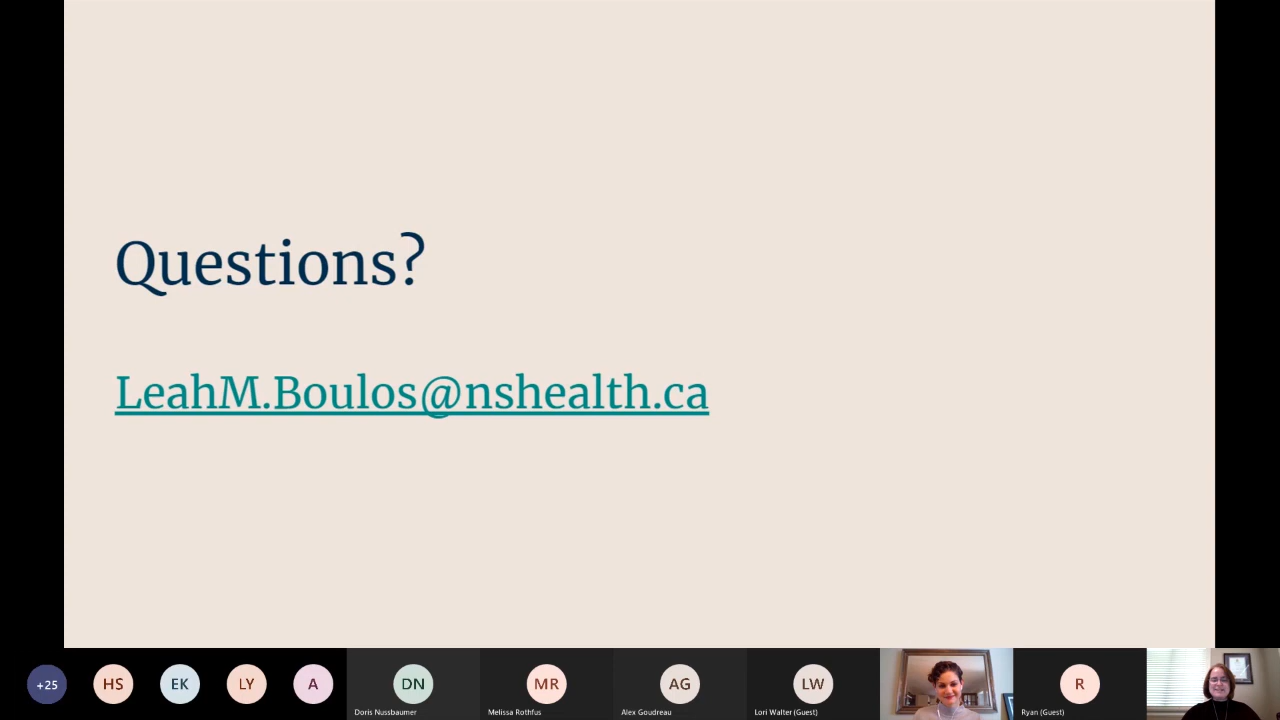 Questions?
LeahM.Boulos@nshealth.ca
+25
HS
EK
LY
A
DN
Doris Nussbaumer
MR
Melissa Rothfus
AG
Alex Goudreau
LW
Lori Walter (Guest)
Ryan (Guest)